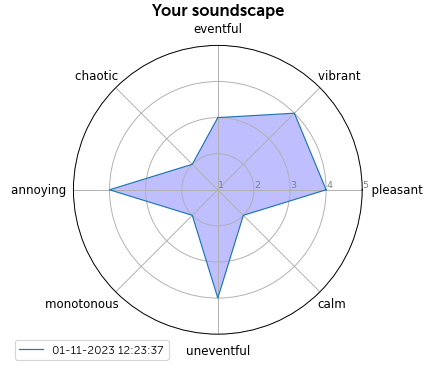 Your soundscape
eventful
chaotic
vibrant
annoying
1 2 3 4 5
pleasant
monotonous
calm
uneventful
01-11-2023 12:23:37